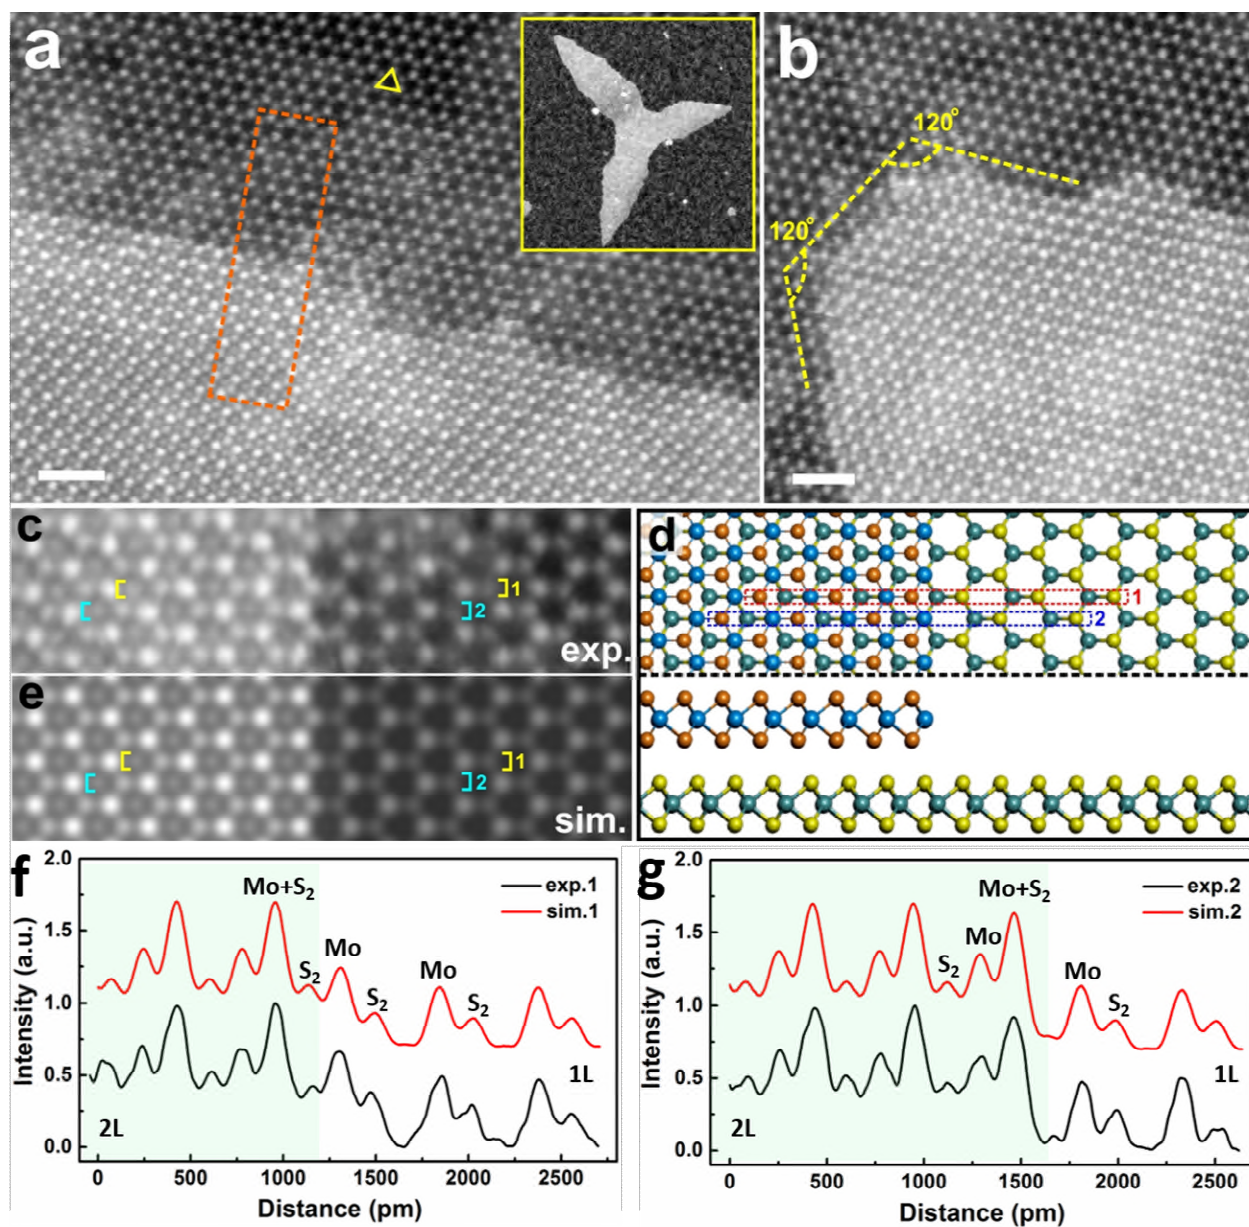 a
b
120°
120°
c
1
2
exp.
d
1
2
e
1
2
sim.
f
2.0
1.5
1.0
0.5
0.0
Intensity (a.u.)
Mo+S₂
S₂
Mo
S₂
Mo
S₂
exp.1
sim.1
2L
1L
0 500 1000 1500 2000 2500
Distance (pm)
g
2.0
1.5
1.0
0.5
0.0
Intensity (a.u.)
Mo+S₂
S₂
Mo
Mo
S₂
exp.2
sim.2
2L
1L
0 500 1000 1500 2000 2500
Distance (pm)